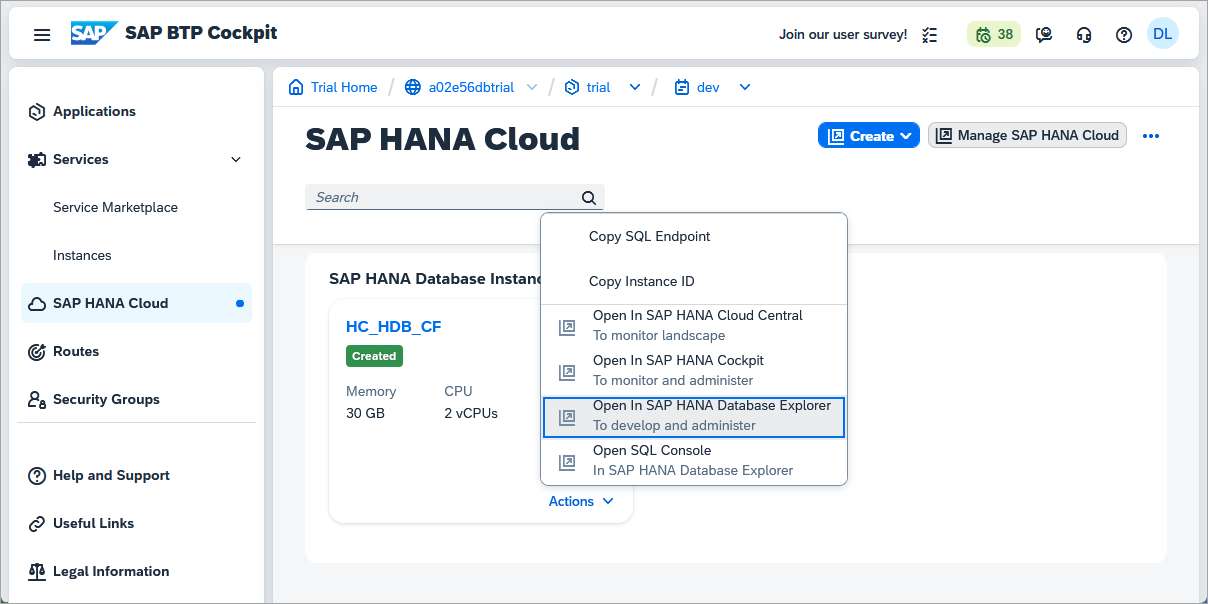 SAP SAP BTP Cockpit
Join our user survey!
38
DL
Applications
Services
Service Marketplace
Instances
SAP HANA Cloud
Routes
Security Groups
Help and Support
Useful Links
Legal Information
Trial Home / a02e56dbtrial / trial / dev
SAP HANA Cloud
Create
Manage SAP HANA Cloud
Search
SAP HANA Database Instanc
HC_HDB_CF
Created
Memory CPU
30 GB 2 vCPUs
Copy SQL Endpoint
Copy Instance ID
Open In SAP HANA Cloud Central
To monitor landscape
Open In SAP HANA Cockpit
To monitor and administer
Open In SAP HANA Database Explorer
To develop and administer
Open SQL Console
In SAP HANA Database Explorer
Actions